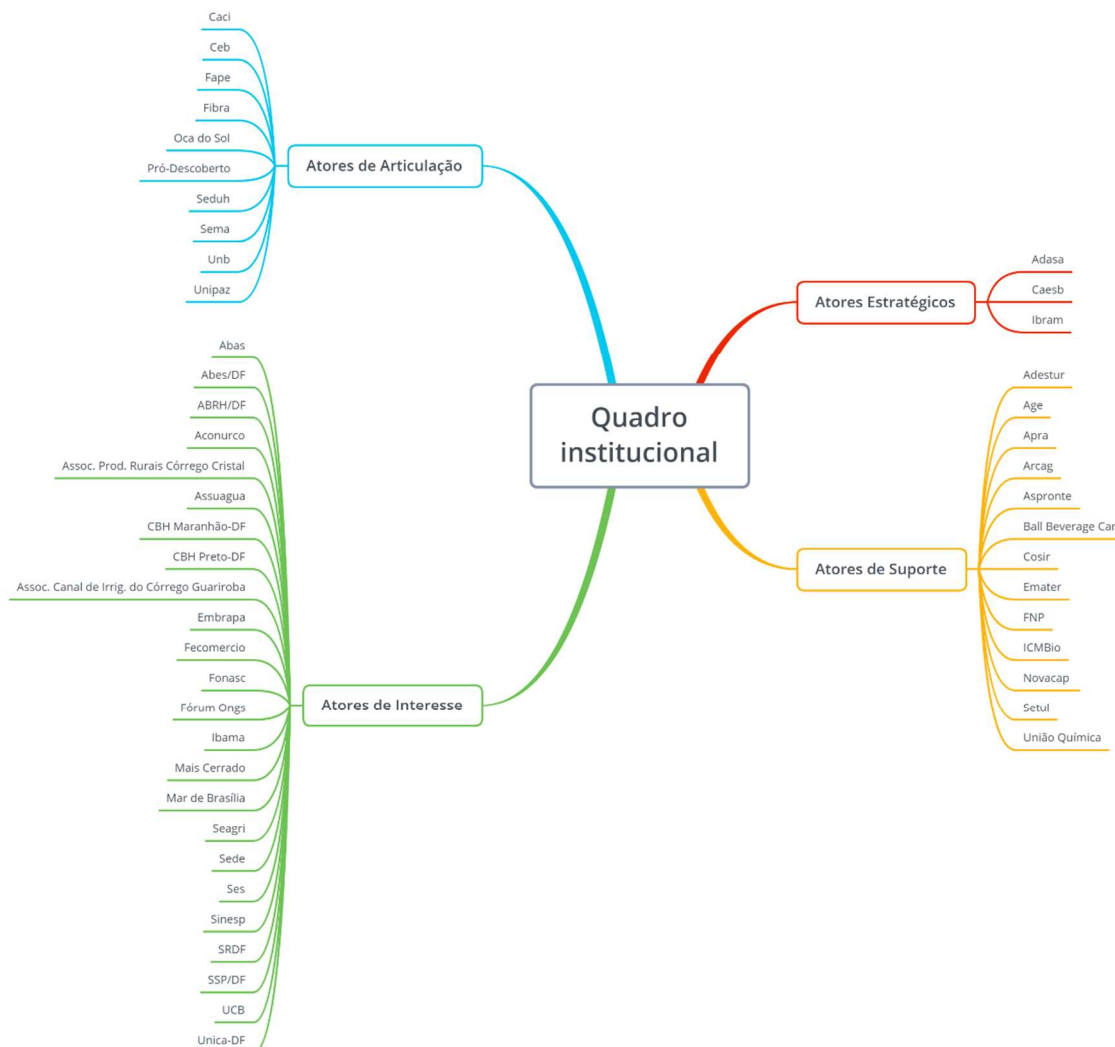 Caci
Ceb
Fape
Fibra
Oca do Sol
Pró-Descoberto
Seduh
Sema
Unb
Unipaz
Atores de Articulação
Abas
Abes/DF
ABRH/DF
Aconurco
Assoc. Prod. Rurais Córrego Cristal
Assuagua
CBH Maranhão-DF
CBH Preto-DF
Assoc. Canal de Irrig. do Córrego Guariroba
Embrapa
Fecomercio
Fonasc
Fórum Ongs
Ibama
Mais Cerrado
Mar de Brasília
Seagri
Sede
Ses
Sinesp
SRDF
SSP/DF
UCB
Unica-DF
Atores de Interesse
Quadro
institucional
Atores Estratégicos
Adasa
Caesb
Ibram
Atores de Suporte
Adestur
Age
Apra
Arcag
Aspronte
Ball Beverage Can
Cosir
Emater
FNP
ICMBio
Novacap
Setul
União Química